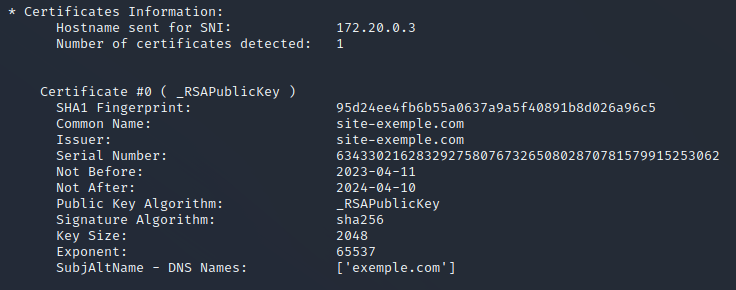 * Certificates Information:
Hostname sent for SNI: 172.20.0.3
Number of certificates detected: 1
Certificate #0 ( _RSAPublicKey )
SHA1 Fingerprint: 95d24ee4fb6b55a0637a9a5f40891b8d026a96c5
Common Name: site-exemple.com
Issuer: site-exemple.com
Serial Number: 634330216283292758076732650802870781579915253062
Not Before: 2023-04-11
Not After: 2024-04-10
Public Key Algorithm: _RSAPublicKey
Signature Algorithm: sha256
Key Size: 2048
Exponent: 65537
SubjAltName - DNS Names: ['exemple.com']